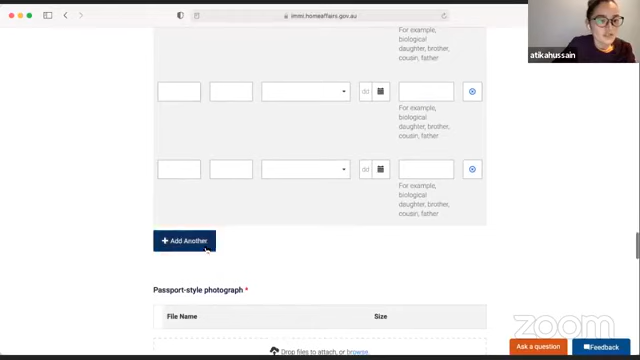 immi.homeaffairs.gov.au
atikahussain
For example,
biological
daughter, brother,
cousin, father
dd
For example,
biological
daughter, brother,
cousin, father
dd
For example,
biological
daughter, brother,
cousin, father
+ Add Another
Passport-style photograph *
File Name Size
Drop files to attach, or browse.
zoom
Ask a question
Feedback